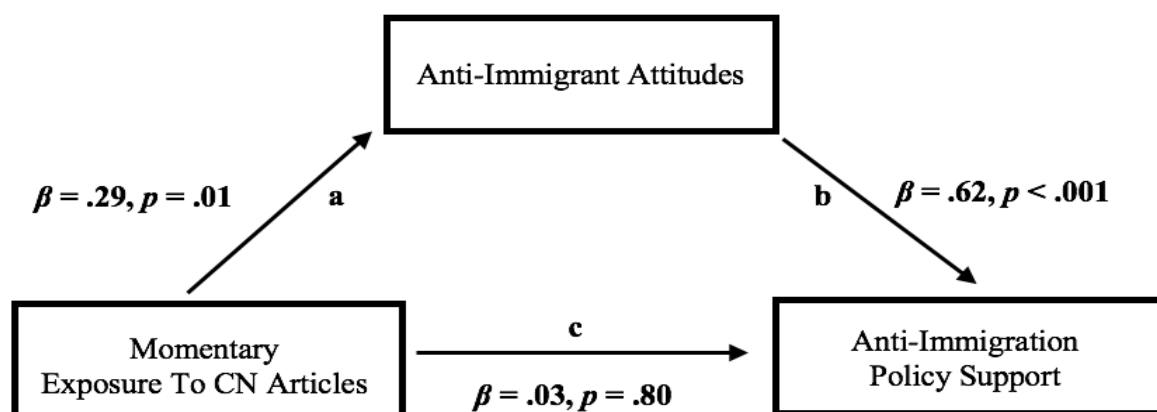 Anti-Immigrant Attitudes
β = .29, p = .01
a
b
β = .62, p < .001
Momentary
Exposure To CN Articles
c
β = .03, p = .80
Anti-Immigration
Policy Support